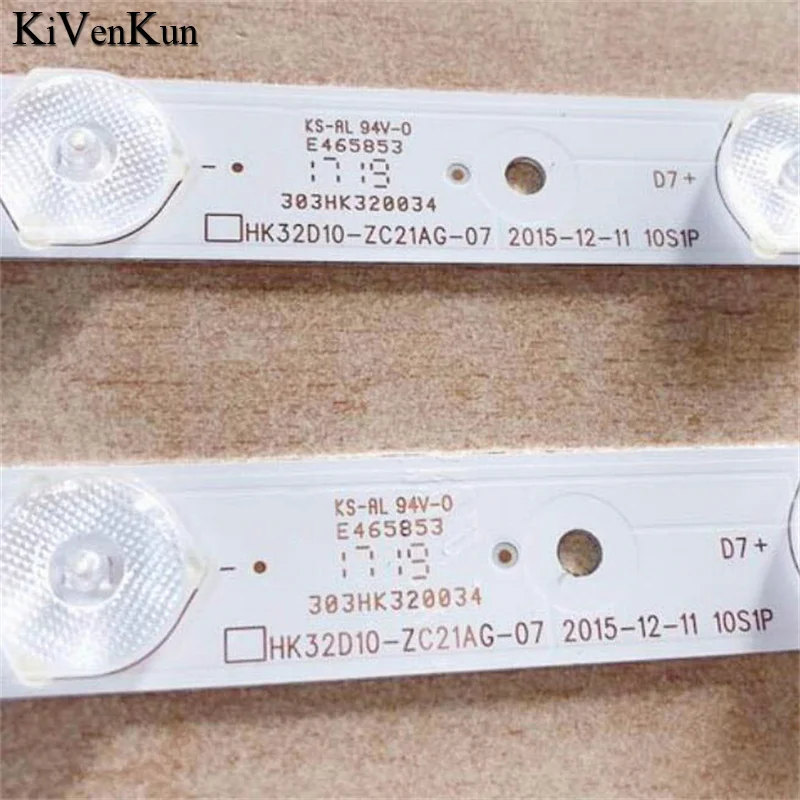 KiVenKun
KS-AL 94V-0
E465853
1719
303HK320034
D7+
HK32D10-ZC21AG-07 2015-12-11 10S1P
KS-AL 94V-0
E465853
1719
303HK320034
D7+
HK32D10-ZC21AG-07 2015-12-11 10S1P